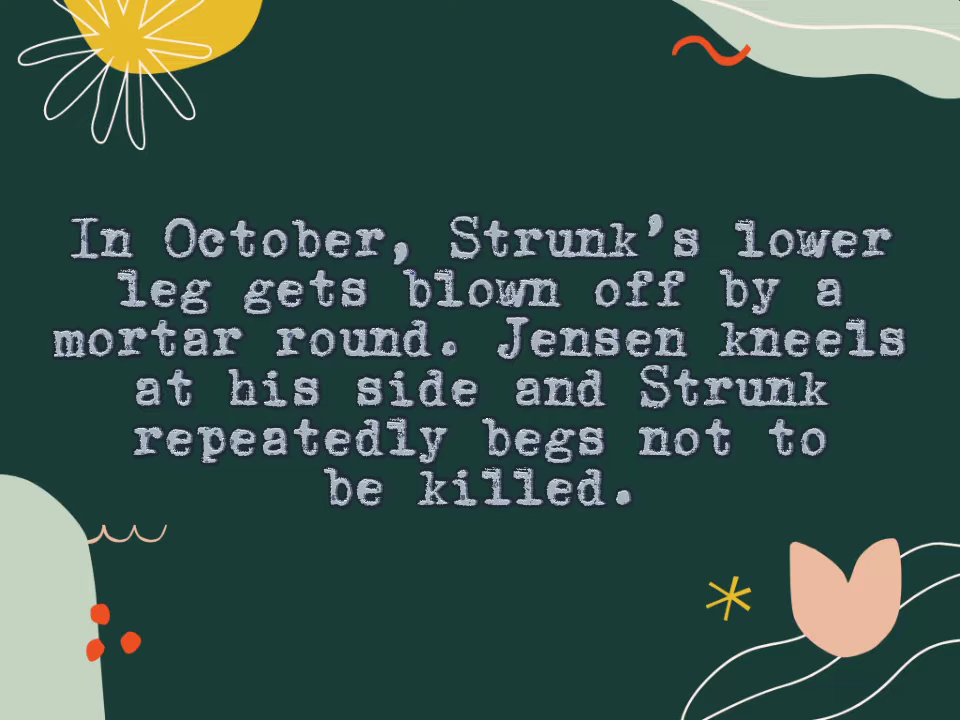 In October, Strunk’s lower
leg gets blown off by a
mortar round. Jensen kneels
at his side and Strunk
repeatedly begs not to
be killed.